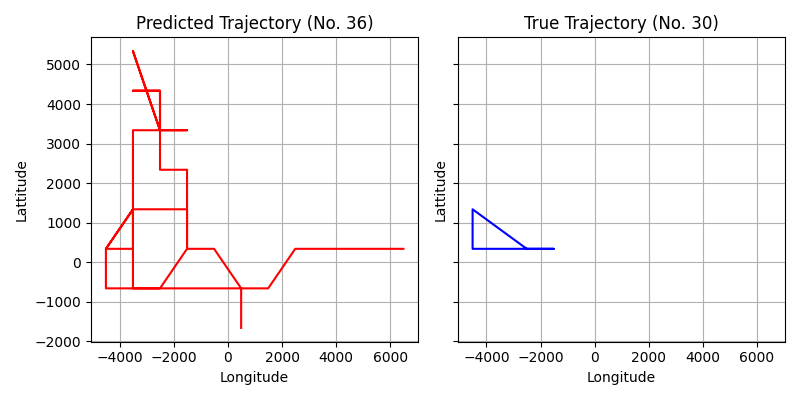 Predicted Trajectory (No. 36)
True Trajectory (No. 30)
5000
4000
3000
2000
1000
0
−1000
−2000
Lattitude
Lattitude
−4000 −2000 0 2000 4000 6000
−4000 −2000 0 2000 4000 6000
Longitude
Longitude